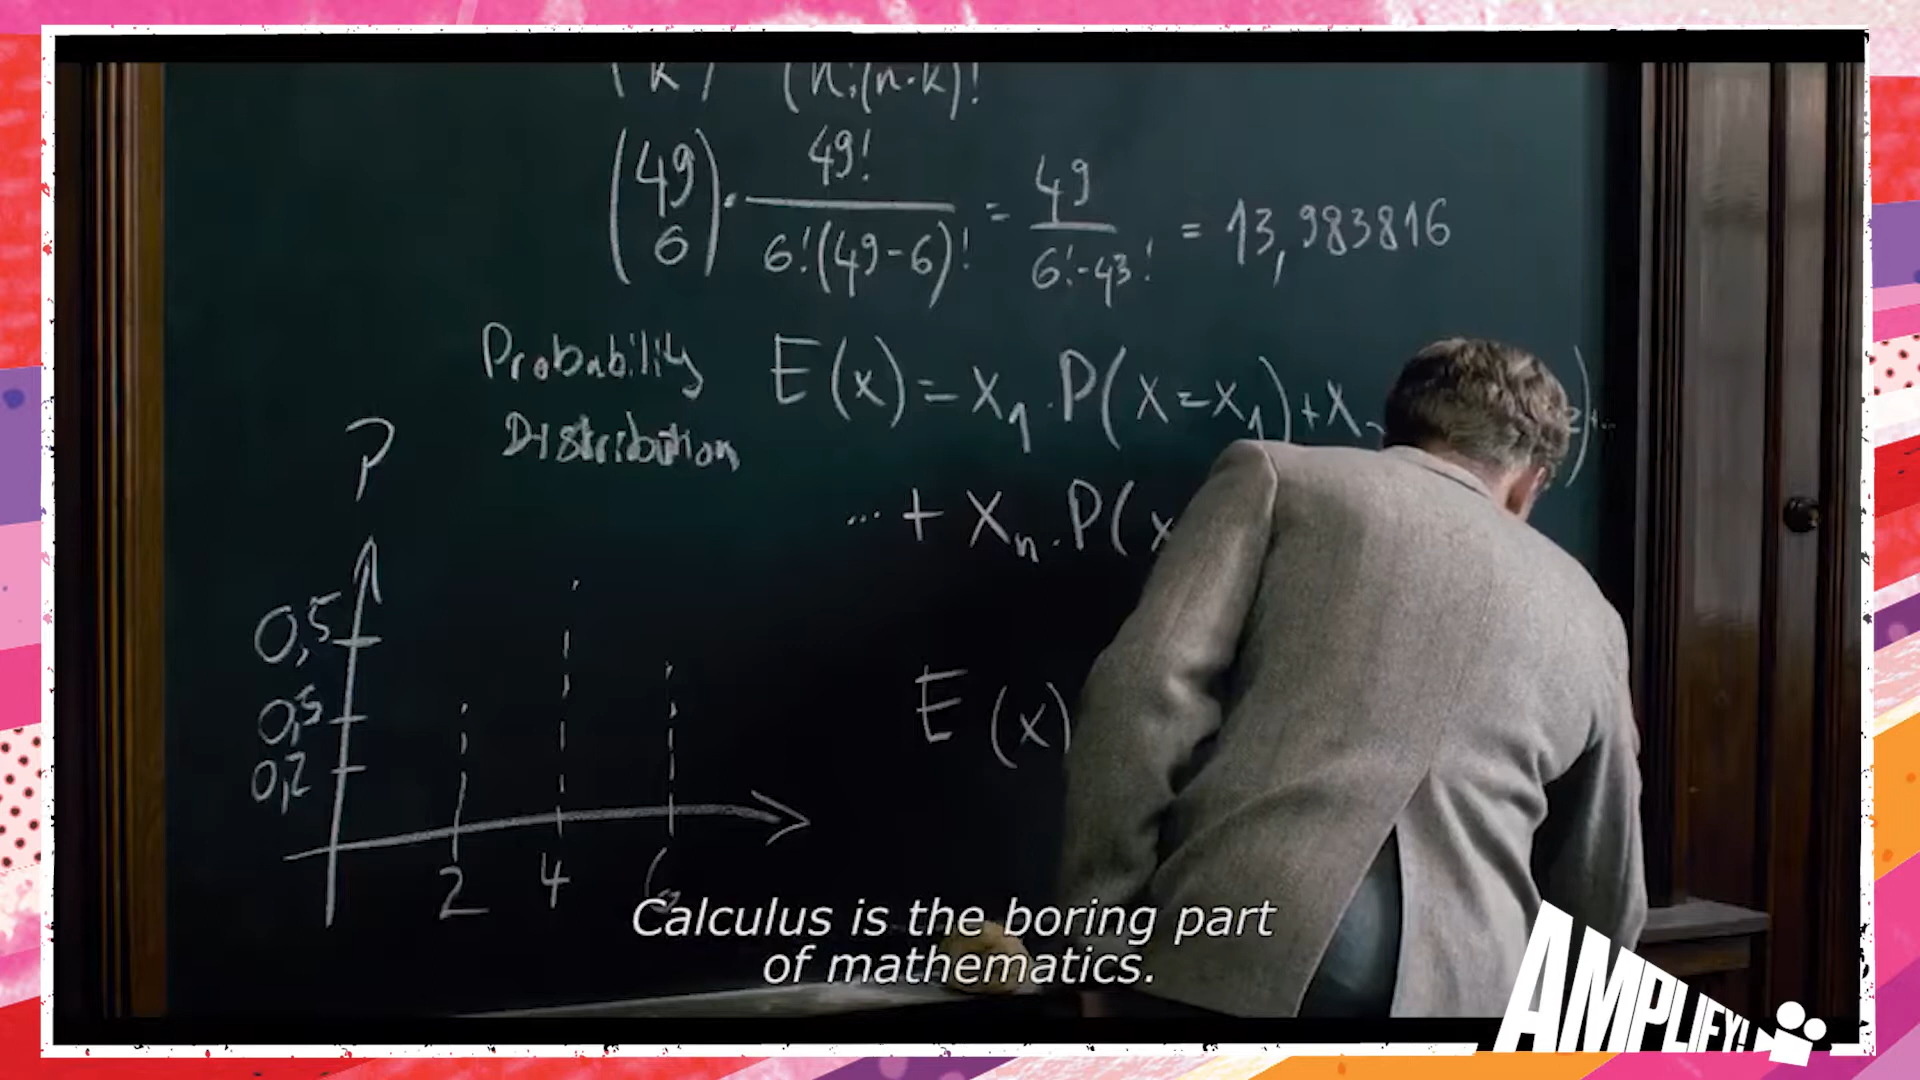 (n!(n-k)!
(49 6) · 49! / 6!(49-6)! = 49 / 6!-43! = 13,983816
Probability
Distribution
E(x)=x1·P(x=x1)+x
...+xn·P(x
P
0,5
0,5
0,2
2 4
E(x)
Calculus is the boring part
of mathematics.
AMPLIFY!